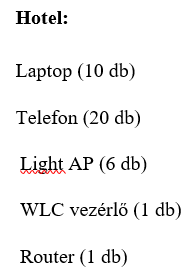 Hotel:
Laptop (10 db)
Telefon (20 db)
Light AP (6 db)
WLC vezérlő (1 db)
Router (1 db)